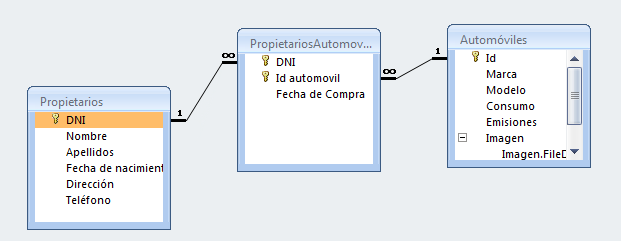 Propietarios
DNI
Nombre
Apellidos
Fecha de nacimient
Dirección
Teléfono
1
∞
PropietariosAutomov...
DNI
Id automovil
Fecha de Compra
∞
1
Automóviles
Id
Marca
Modelo
Consumo
Emisiones
Imagen
Imagen.FileD